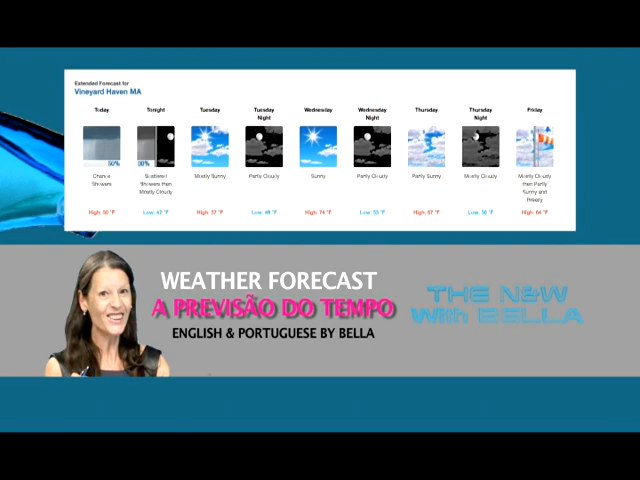 Extended Forecast for
Vineyard Haven MA
Today
Tonight
Tuesday
Tuesday Night
Wednesday
Wednesday Night
Thursday
Thursday Night
Friday
Chance Showers
Scattered Showers then Mostly Cloudy
Mostly Sunny
Partly Cloudy
Sunny
Partly Cloudy
Partly Sunny
Mostly Cloudy
Mostly Cloudy then Partly Sunny and Breezy
High: 74 °F
WEATHER FORECAST
A PREVISÃO DO TEMPO
ENGLISH & PORTUGUESE BY BELLA
THE N&W
With BELLA